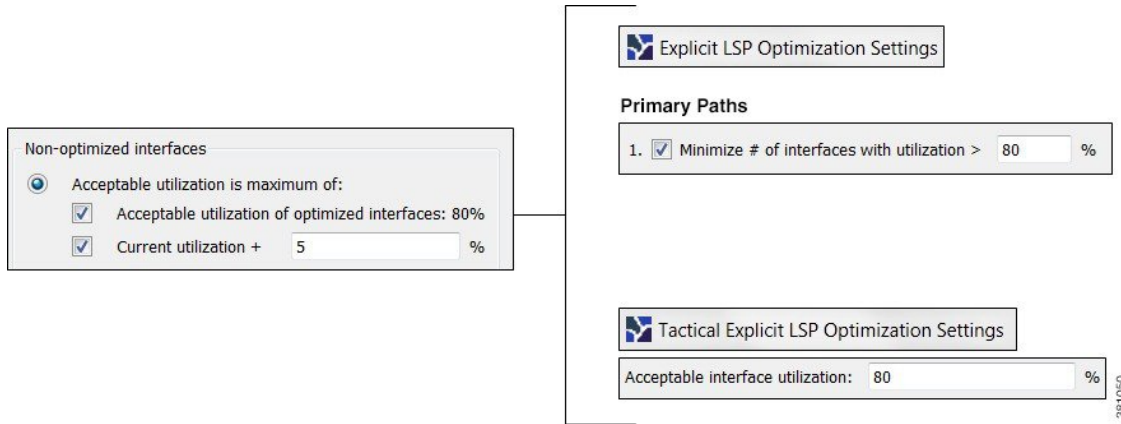 Non-optimized interfaces
Acceptable utilization is maximum of:
Acceptable utilization of optimized interfaces: 80%
Current utilization + 5 %
Explicit LSP Optimization Settings
Primary Paths
1. Minimize # of interfaces with utilization > 80 %
Tactical Explicit LSP Optimization Settings
Acceptable interface utilization: 80 %
381050